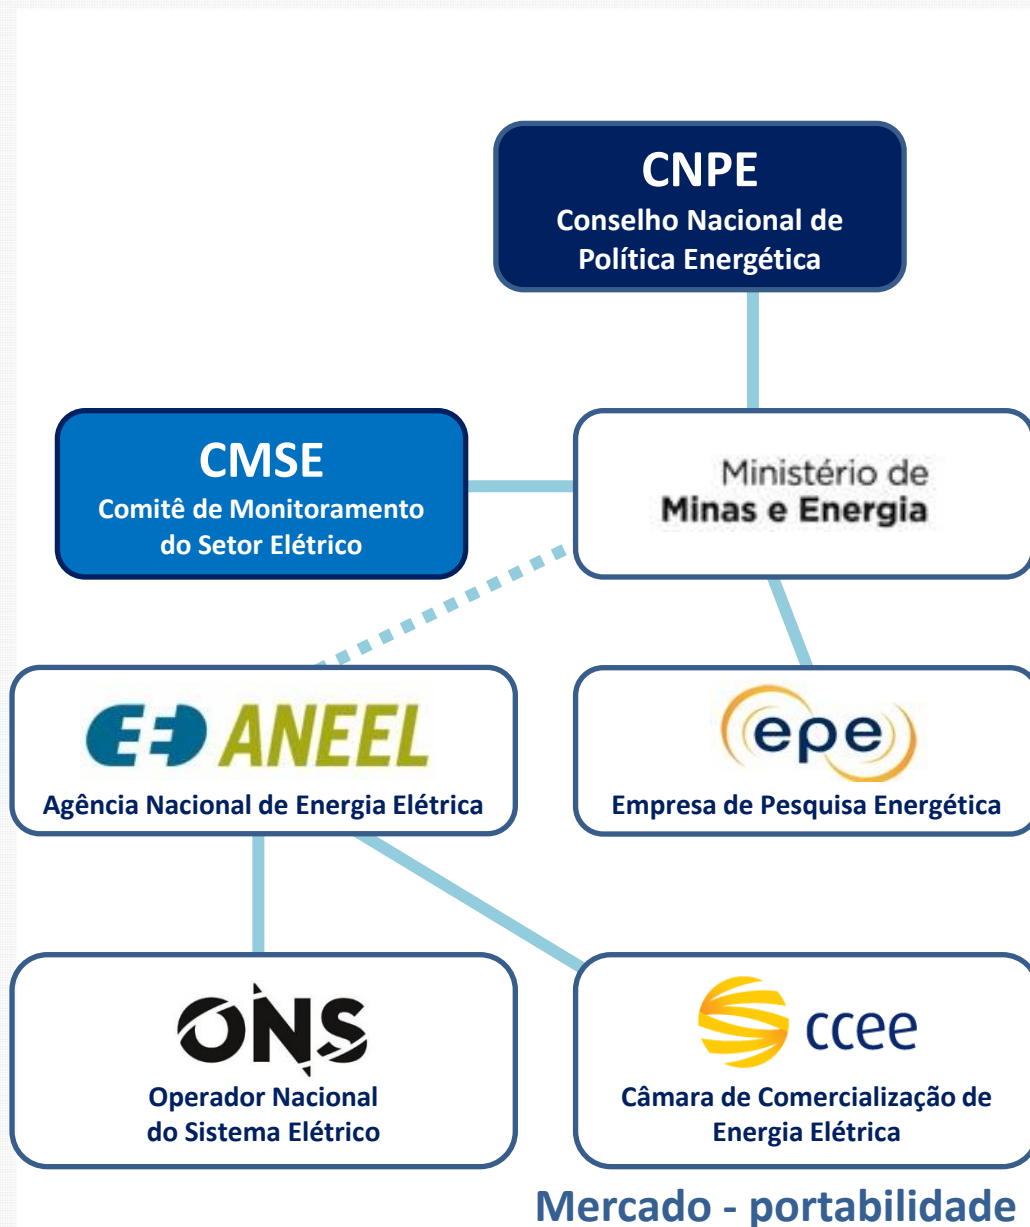 CNPE
Conselho Nacional de
Política Energética
CMSE
Comitê de Monitoramento
do Setor Elétrico
Ministério de
Minas e Energia
ANEEL
Agência Nacional de Energia Elétrica
epe
Empresa de Pesquisa Energética
ONS
Operador Nacional
do Sistema Elétrico
ccee
Câmara de Comercialização de
Energia Elétrica
Mercado - portabilidade